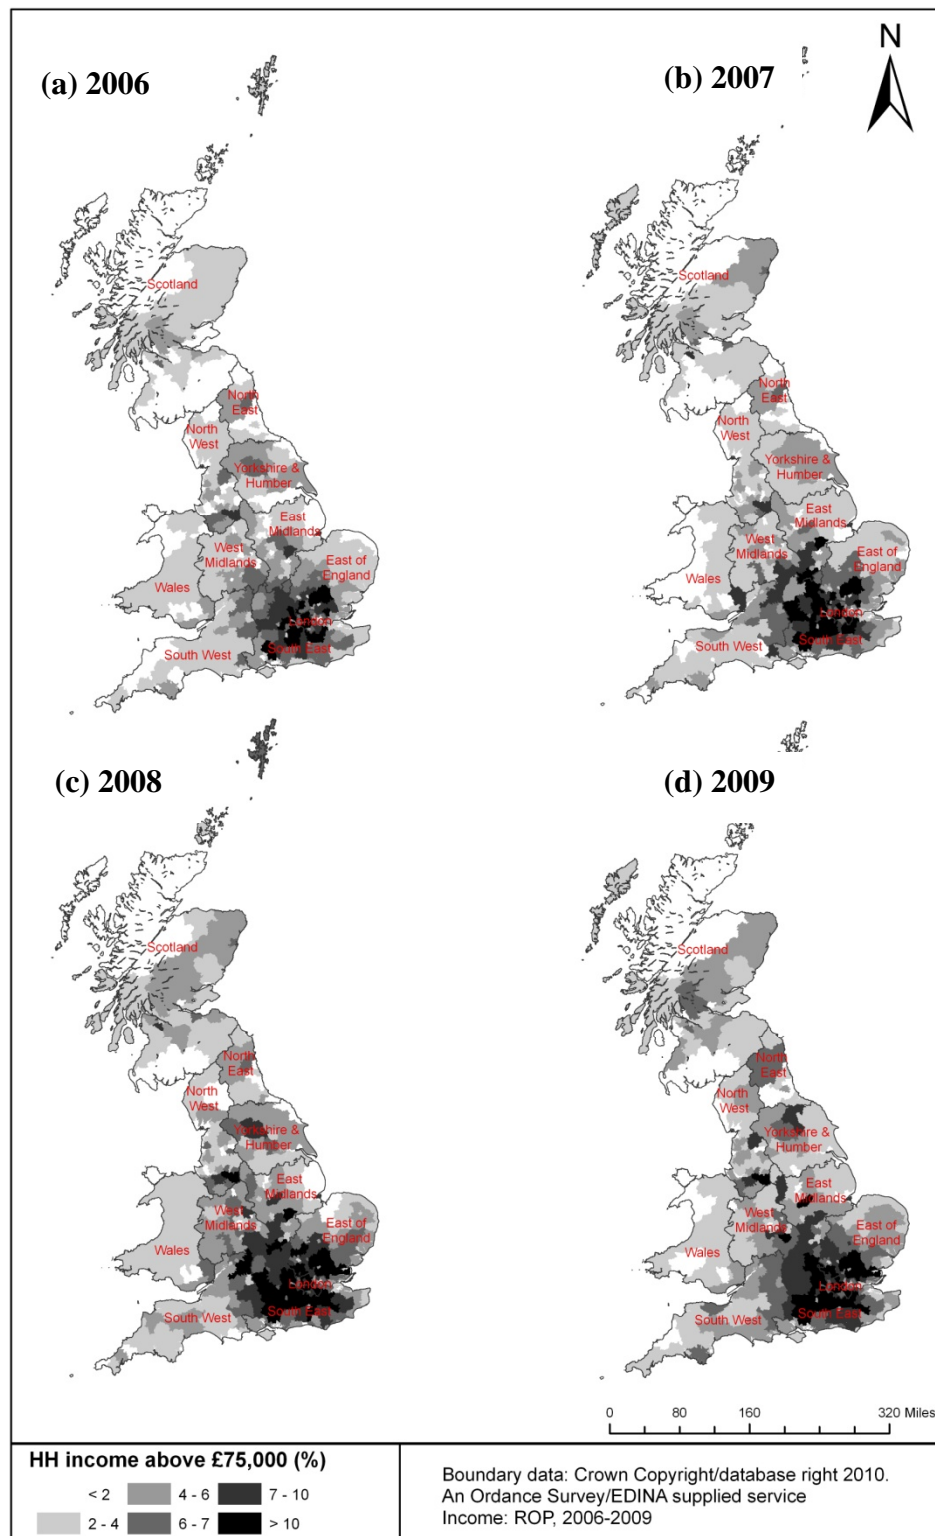 (a) 2006
(b) 2007
N
Scotland
North
East
North
West
Yorkshire &
Humber
East
Midlands
West
Midlands
East of
England
Wales
London
South East
South West
Scotland
North
East
North
West
Yorkshire &
Humber
East
Midlands
West
Midlands
East of
England
Wales
London
South East
South West
(c) 2008
(d) 2009
Scotland
North
East
North
West
Yorkshire &
Humber
East
Midlands
West
Midlands
East of
England
Wales
London
South East
South West
Scotland
North
East
North
West
Yorkshire &
Humber
East
Midlands
West
Midlands
East of
England
Wales
London
South East
South West
0 80 160 320 Miles
HH income above £75,000 (%)
< 2 4 - 6 7 - 10
2 - 4 6 - 7 > 10
Boundary data: Crown Copyright/database right 2010.
An Ordance Survey/EDINA supplied service
Income: ROP, 2006-2009